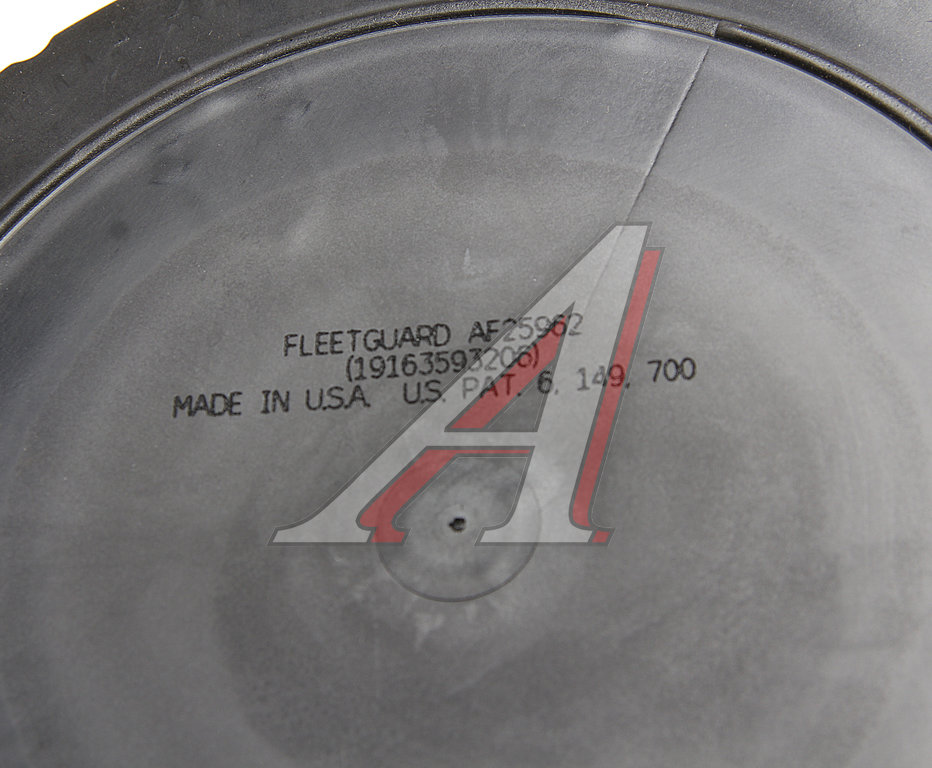 FLEETGUARD AF25962
(19163593206)
MADE IN U.S.A. U.S. PAT. 6, 149, 700